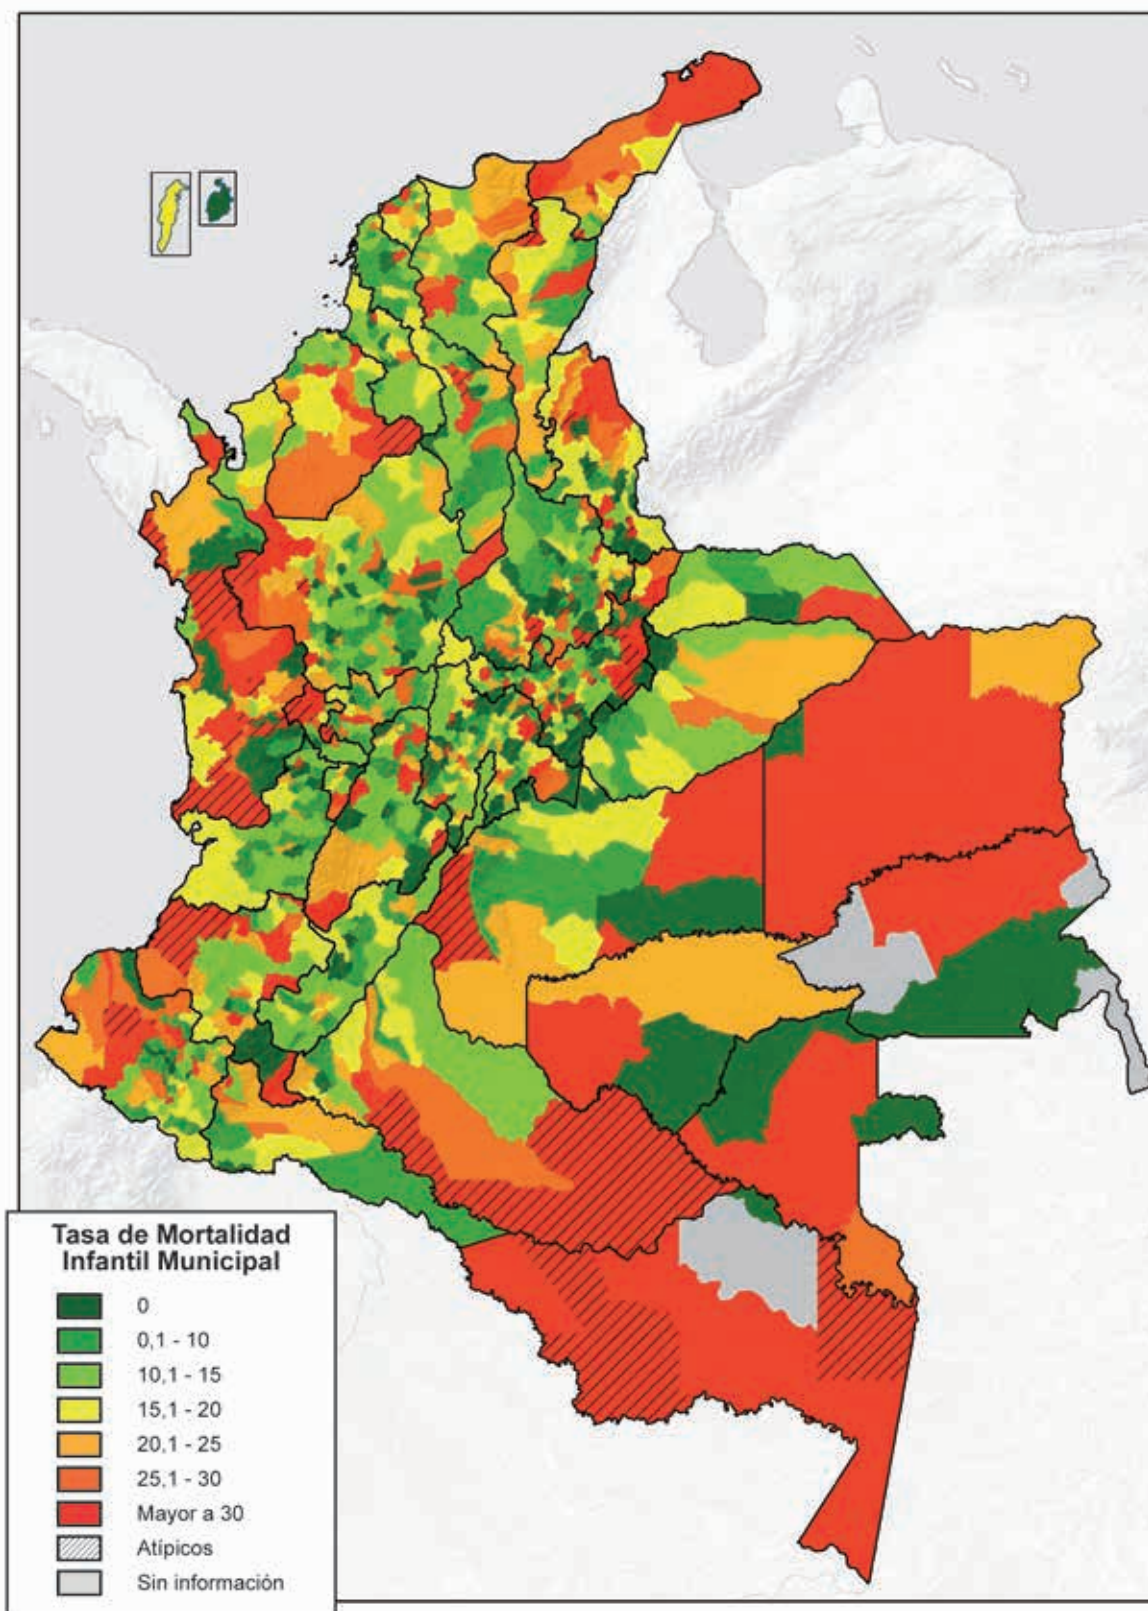 Tasa de Mortalidad
Infantil Municipal
0
0,1 - 10
10,1 - 15
15,1 - 20
20,1 - 25
25,1 - 30
Mayor a 30
Atípicos
Sin información